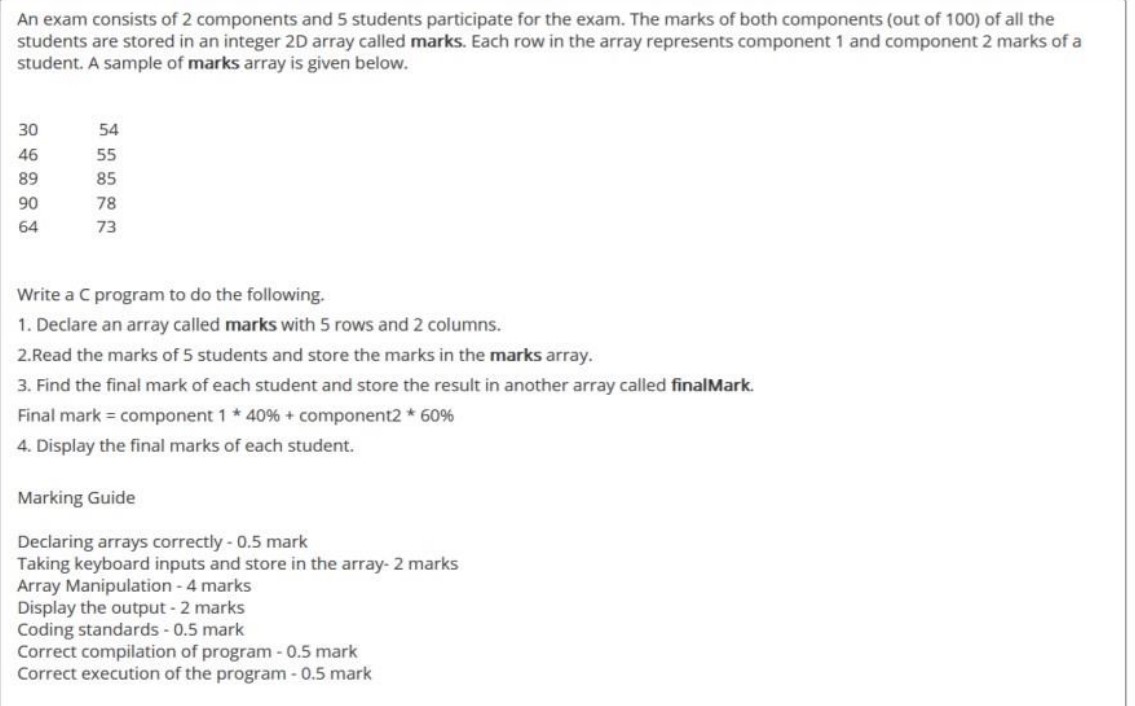 An exam consists of 2 components and 5 students participate for the exam. The marks of both components (out of 100) of all the
students are stored in an integer 2D array called marks. Each row in the array represents component 1 and component 2 marks of a
student. A sample of marks array is given below.
30 54
46 55
89 85
90 78
64 73
Write a C program to do the following.
1. Declare an array called marks with 5 rows and 2 columns.
2.Read the marks of 5 students and store the marks in the marks array.
3. Find the final mark of each student and store the result in another array called finalMark.
Final mark = component 1 * 40% + component2 * 60%
4. Display the final marks of each student.
Marking Guide
Declaring arrays correctly - 0.5 mark
Taking keyboard inputs and store in the array- 2 marks
Array Manipulation - 4 marks
Display the output - 2 marks
Coding standards - 0.5 mark
Correct compilation of program - 0.5 mark
Correct execution of the program - 0.5 mark